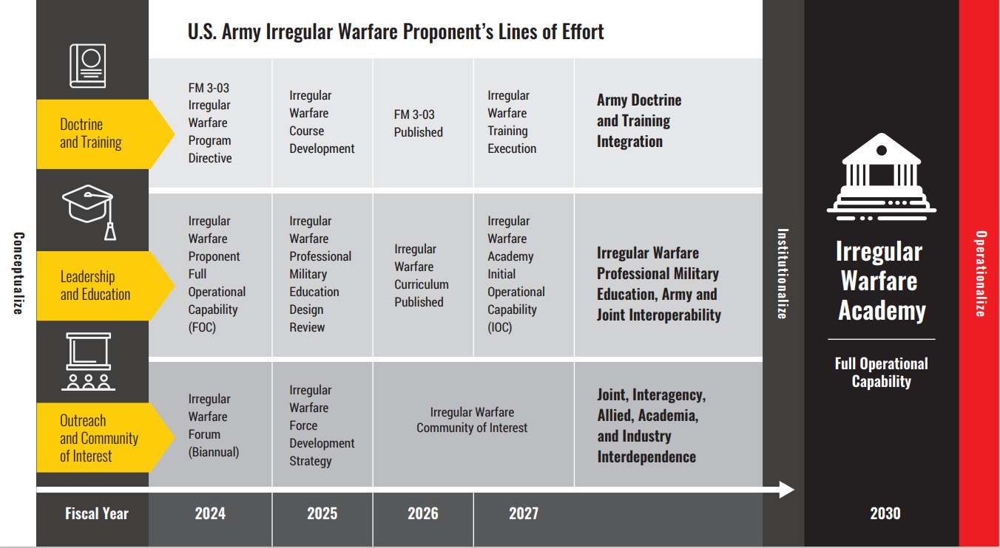 U.S. Army Irregular Warfare Proponent's Lines of Effort
Conceptualize
Doctrine
and Training
FM 3-03
Irregular
Warfare
Program
Directive
Irregular
Warfare
Course
Development
FM 3-03
Published
Irregular
Warfare
Training
Execution
Army Doctrine
and Training
Integration
Leadership
and Education
Irregular
Warfare
Proponent
Full
Operational
Capability
(FOC)
Irregular
Warfare
Professional
Military
Education
Design
Review
Irregular
Warfare
Curriculum
Published
Irregular
Warfare
Academy
Initial
Operational
Capability
(IOC)
Irregular Warfare
Professional Military
Education, Army and
Joint Interoperability
Outreach
and Community
of Interest
Irregular
Warfare
Forum
(Biannual)
Irregular
Warfare
Force
Development
Strategy
Irregular Warfare
Community of Interest
Joint, Interagency,
Allied, Academia,
and Industry
Interdependence
Institutionalize
Irregular
Warfare
Academy
Full Operational
Capability
Operationalize
Fiscal Year
2024
2025
2026
2027
2030